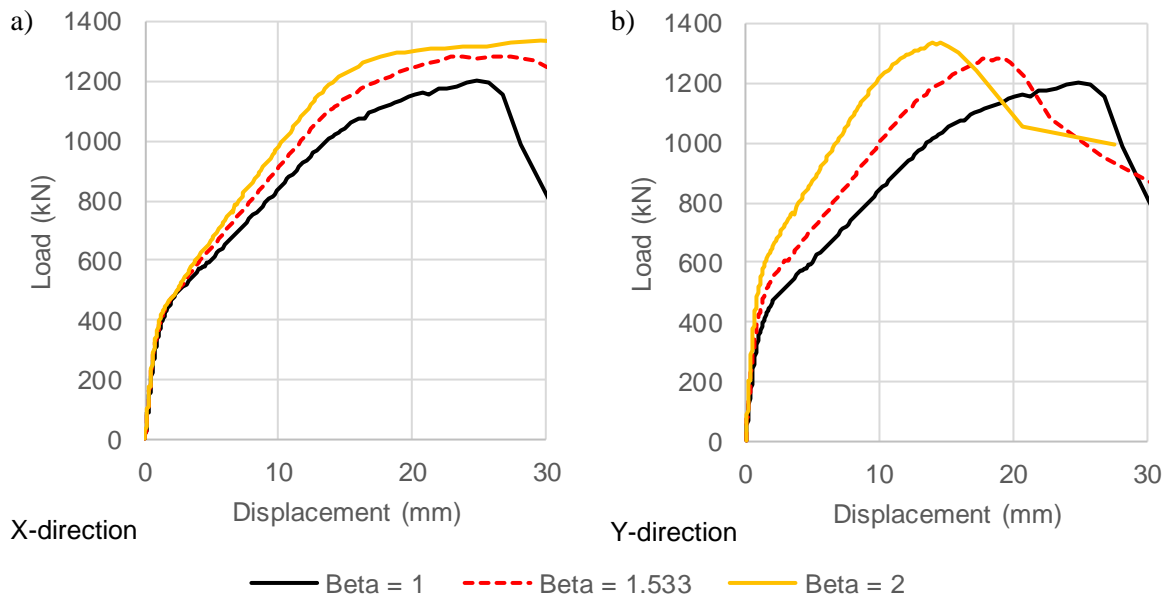 a)
1400
1200
1000
800
600
400
200
0
Load (kN)
0 10 20 30
Displacement (mm)
X-direction
b)
1400
1200
1000
800
600
400
200
0
Load (kN)
0 10 20 30
Displacement (mm)
Y-direction
Beta = 1 Beta = 1.533 Beta = 2